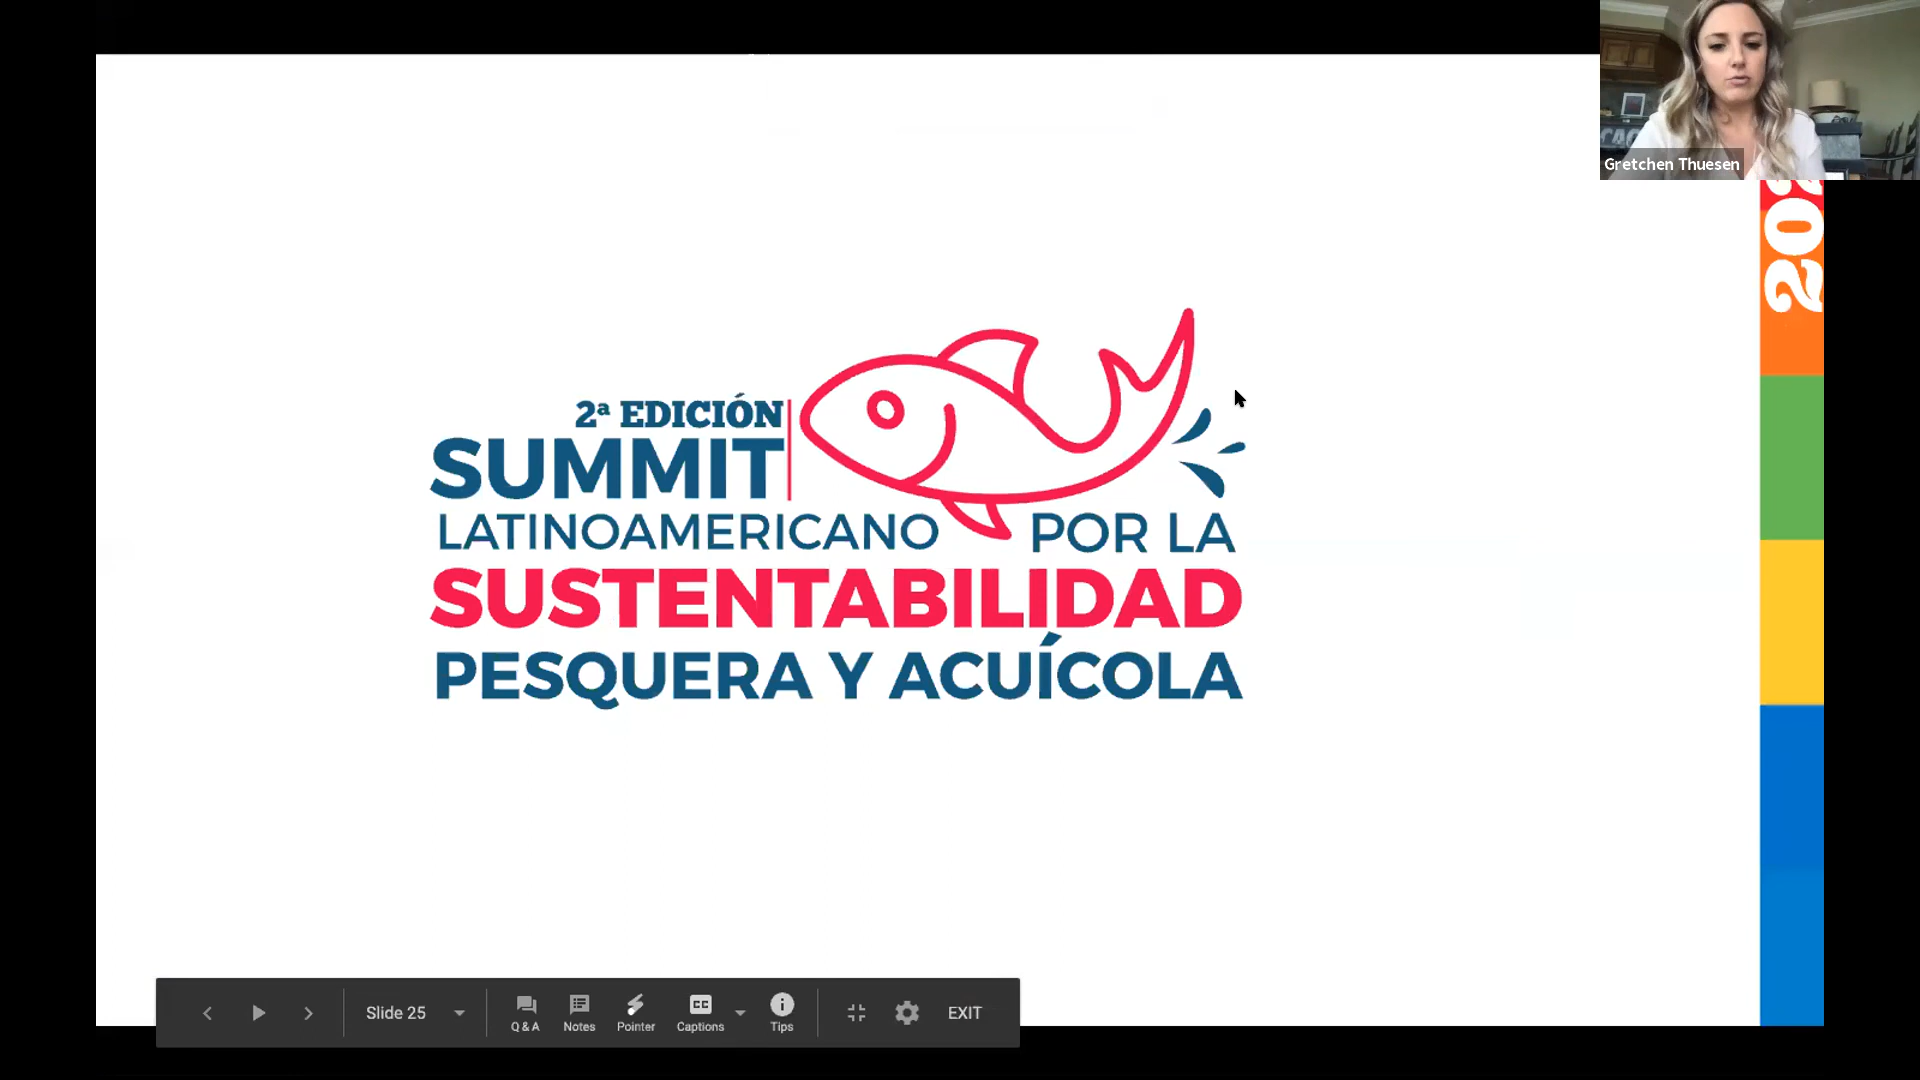 Gretchen Thuesen
2ª EDICIÓN
SUMMIT
LATINOAMERICANO POR LA
SUSTENTABILIDAD
PESQUERA Y ACUÍCOLA
Slide 25
Q & A
Notes
Pointer
Captions
Tips
EXIT